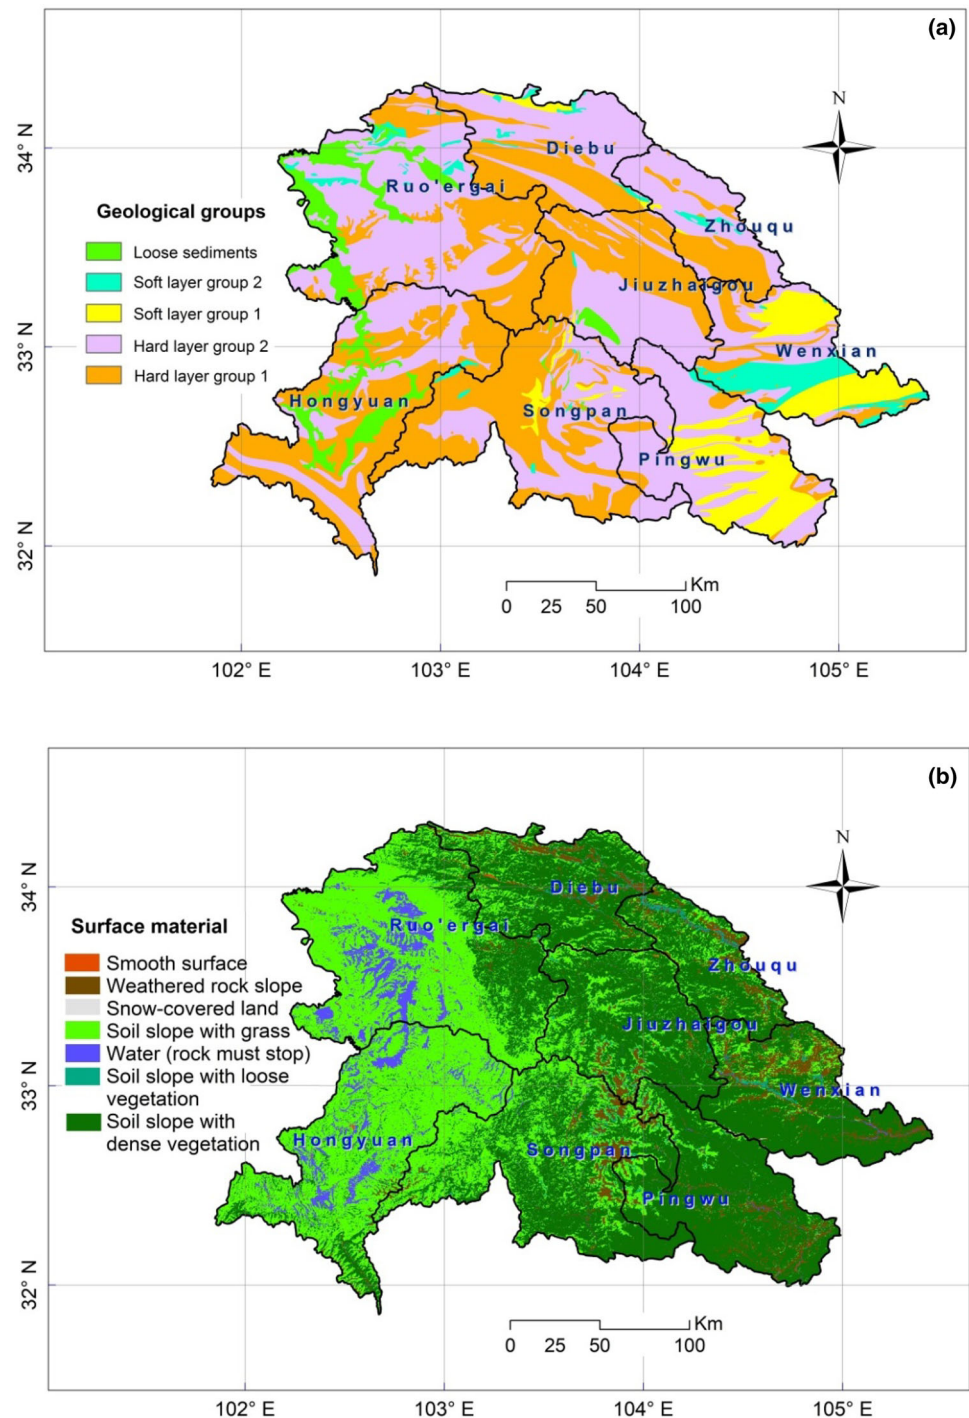 (a)
N
34° N
Diebu
Ruo'ergai
Geological groups
Zhouqu
Loose sediments
Soft layer group 2
Jiuzhaigou
Soft layer group 1
33° N
Hard layer group 2
Wenxian
Hard layer group 1
Hongyuan
Songpan
Pingwu
32° N
Km
0 25 50 100
102° E 103° E 104° E 105° E
(b)
N
34° N
Diebu
Ruo'ergai
Surface material
Zhouqu
Smooth surface
Weathered rock slope
Snow-covered land
Soil slope with grass
Jiuzhaigou
Water (rock must stop)
Soil slope with loose
vegetation
33° N
Wenxian
Soil slope with
dense vegetation
Hongyuan
Songpan
Pingwu
32° N
Km
0 25 50 100
102° E 103° E 104° E 105° E